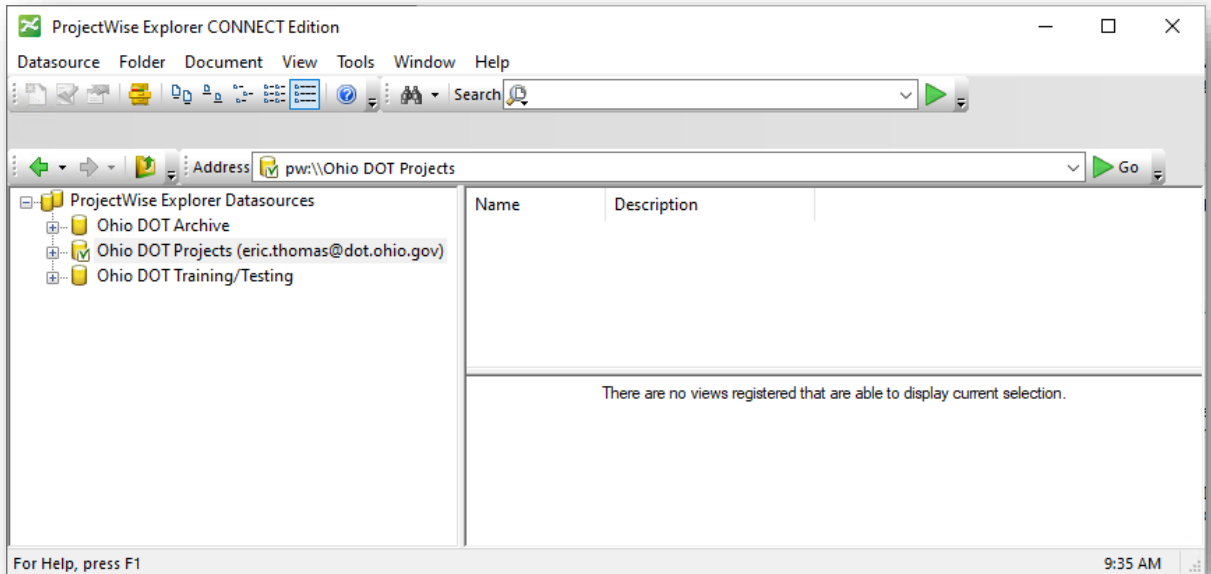 ProjectWise Explorer CONNECT Edition
Datasource Folder Document View Tools Window Help
Search
Address pw:\\Ohio DOT Projects Go
ProjectWise Explorer Datasources
Ohio DOT Archive
Ohio DOT Projects (eric.thomas@dot.ohio.gov)
Ohio DOT Training/Testing
Name Description
There are no views registered that are able to display current selection.
For Help, press F1 9:35 AM